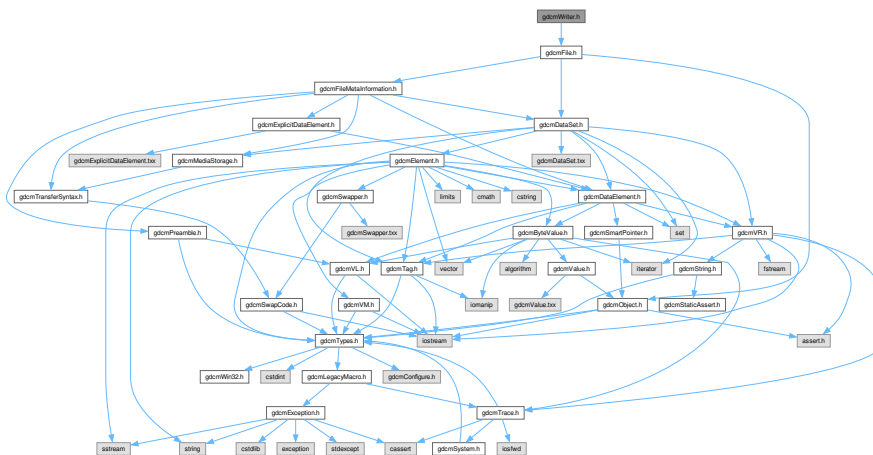 gdcmWriter.h
gdcmFile.h
gdcmFileMetaInformation.h
gdcmExplicitDataElement.h
gdcmDataSet.h
gdcmExplicitDataElement.txx
gdcmMediaStorage.h
gdcmElement.h
gdcmDataSet.txx
gdcmTransferSyntax.h
gdcmSwapper.h
limits
cmath
cstring
gdcmDataElement.h
gdcmPreamble.h
gdcmSwapper.txx
gdcmByteValue.h
gdcmSmartPointer.h
set
gdcmVR.h
gdcmVL.h
gdcmTag.h
vector
algorithm
gdcmValue.h
iterator
gdcmString.h
fstream
gdcmSwapCode.h
gdcmVM.h
iomanip
gdcmValue.txx
gdcmObject.h
gdcmStaticAssert.h
gdcmTypes.h
iostream
assert.h
gdcmWin32.h
cstdint
gdcmLegacyMacro.h
gdcmConfigure.h
gdcmException.h
gdcmTrace.h
sstream
string
cstdlib
exception
stdexcept
cassert
gdcmSystem.h
iosfwd